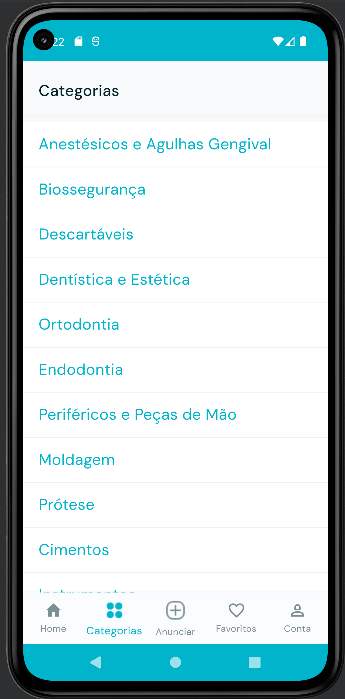 22
Categorias
Anestésicos e Agulhas Gengival
Biossegurança
Descartáveis
Dentística e Estética
Ortodontia
Endodontia
Periféricos e Peças de Mão
Moldagem
Prótese
Cimentos
Home
Categorias
Anunciar
Favoritos
Conta